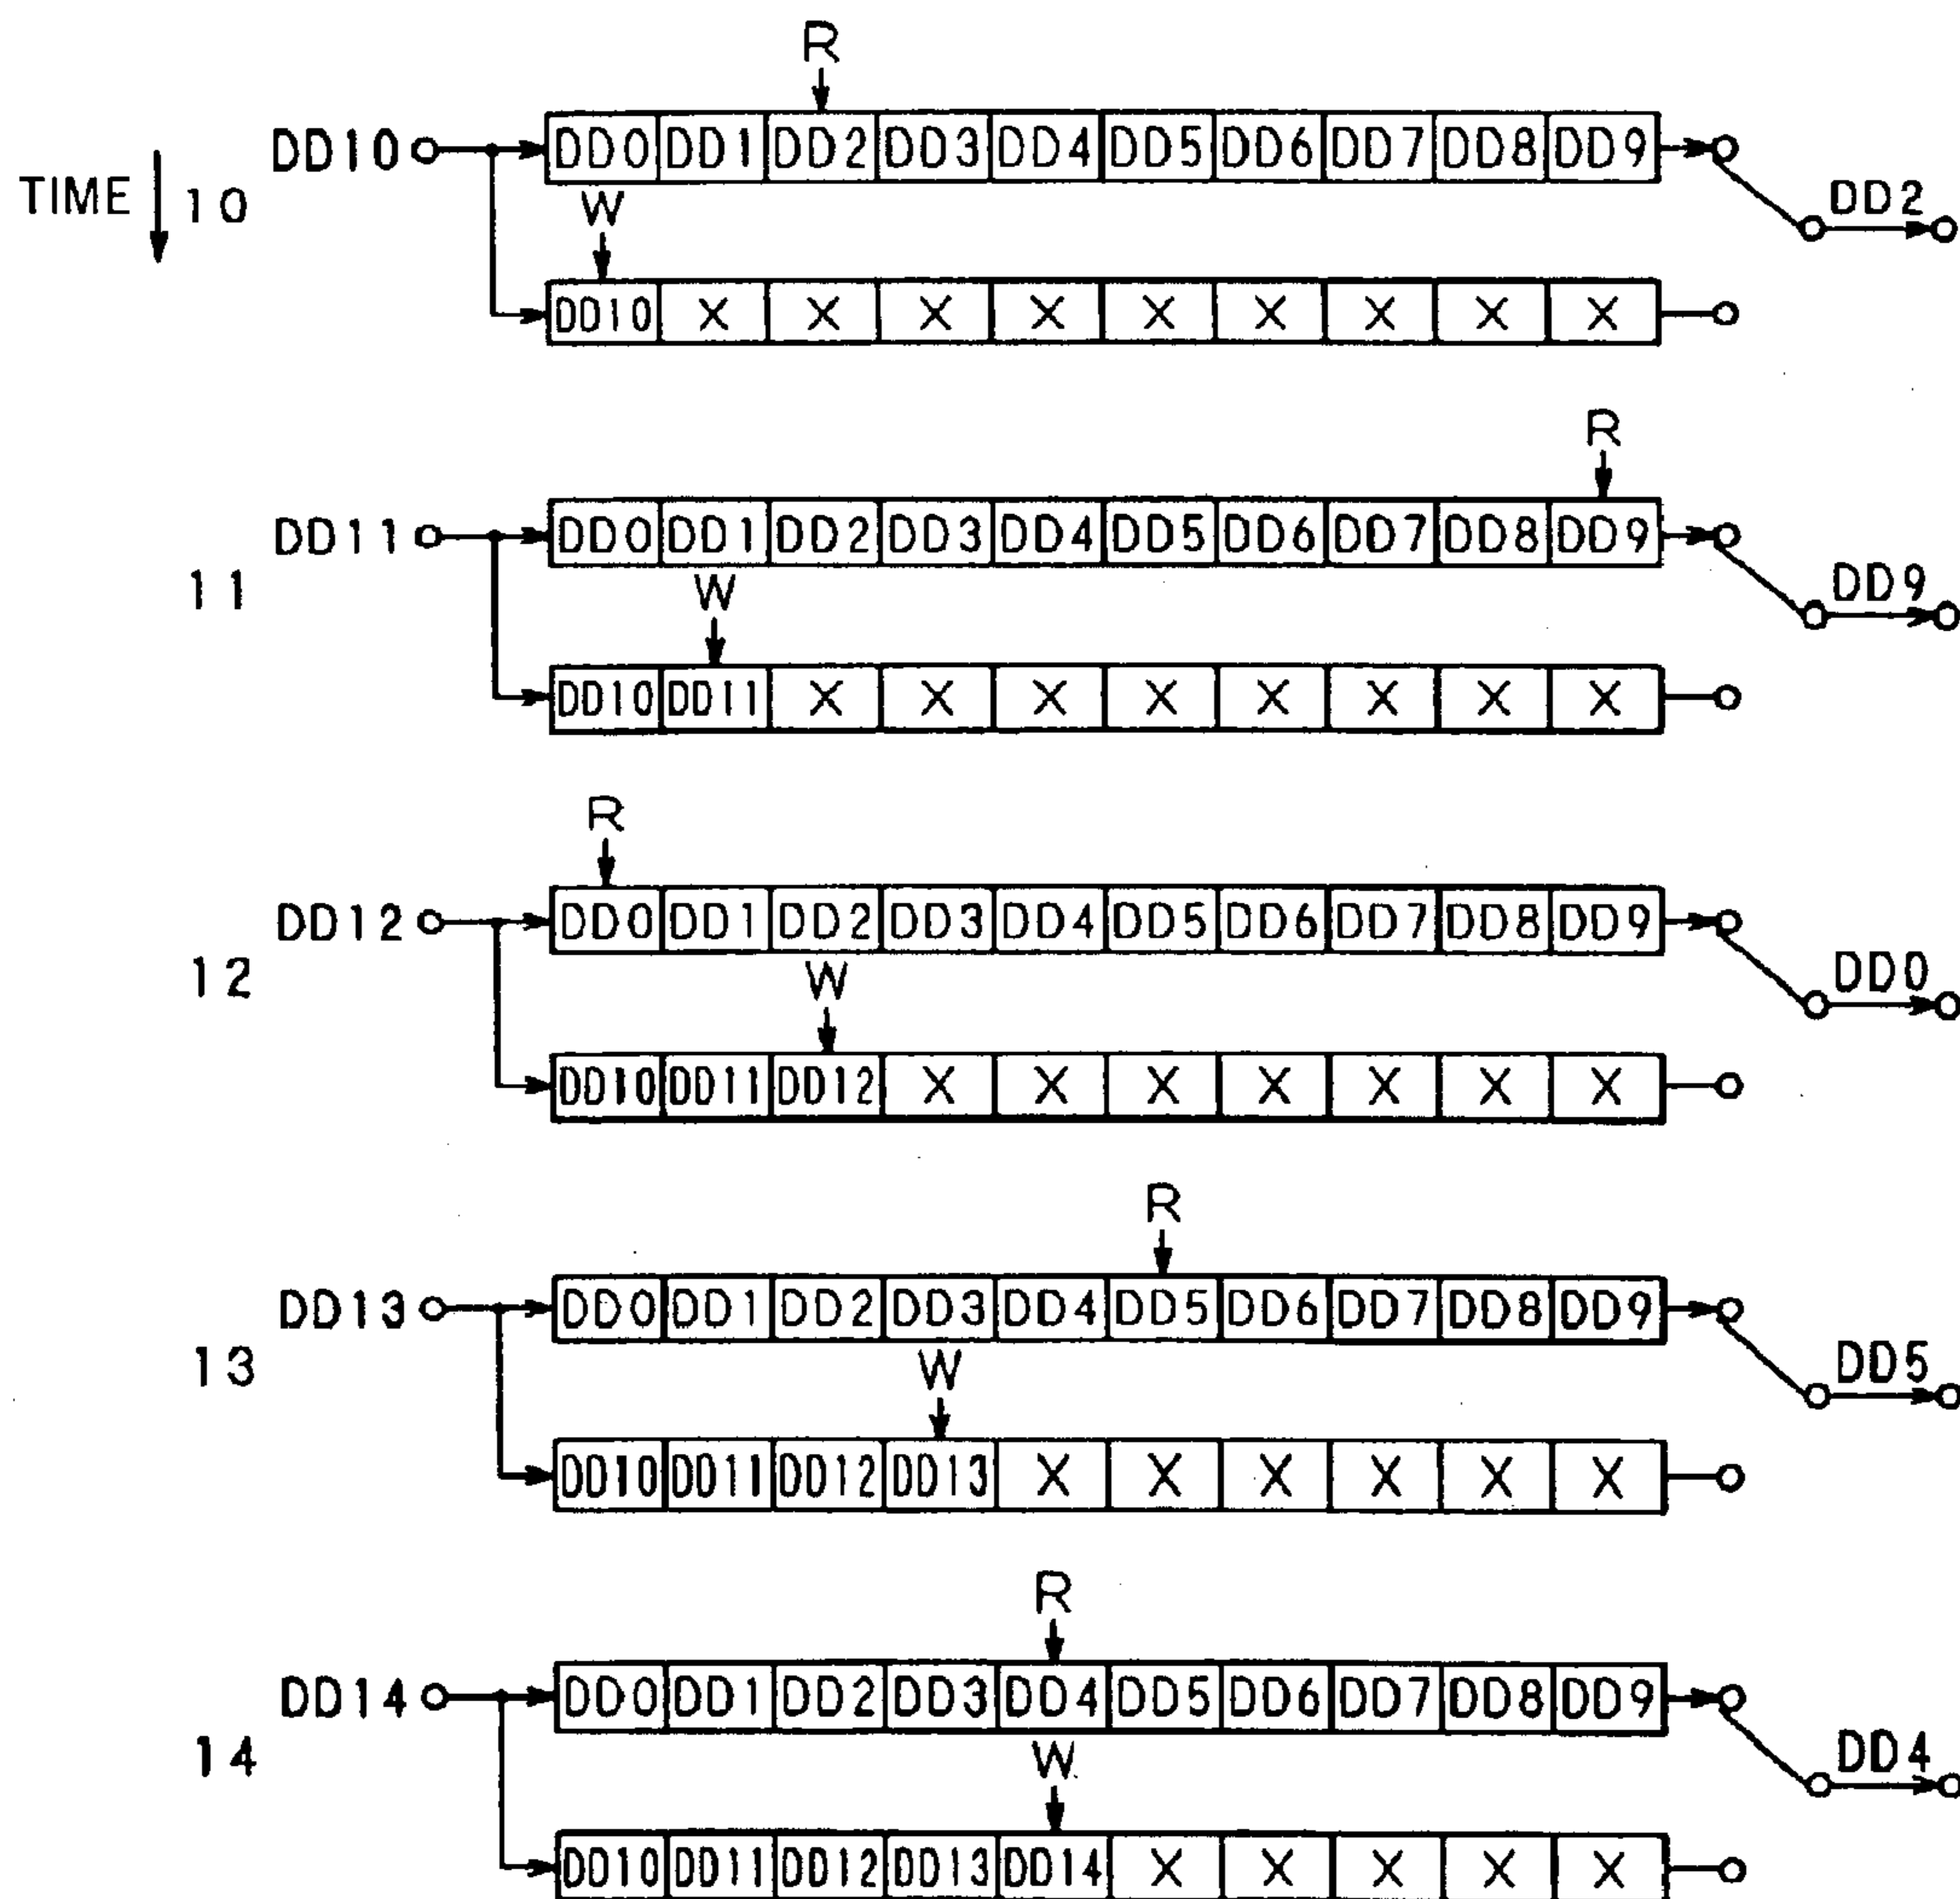 R
DD10 DD0 DD1 DD2 DD3 DD4 DD5 DD6 DD7 DD8 DD9
TIME 10 W DD2
DD10 X X X X X X X X X
R
DD11 DD0 DD1 DD2 DD3 DD4 DD5 DD6 DD7 DD8 DD9
11 W DD9
DD10 DD11 X X X X X X X X
R
DD12 DD0 DD1 DD2 DD3 DD4 DD5 DD6 DD7 DD8 DD9
12 W DD0
DD10 DD11 DD12 X X X X X X X
R
DD13 DD0 DD1 DD2 DD3 DD4 DD5 DD6 DD7 DD8 DD9
13 W DD5
DD10 DD11 DD12 DD13 X X X X X X
R
DD14 DD0 DD1 DD2 DD3 DD4 DD5 DD6 DD7 DD8 DD9
14 W DD4
DD10 DD11 DD12 DD13 DD14 X X X X X